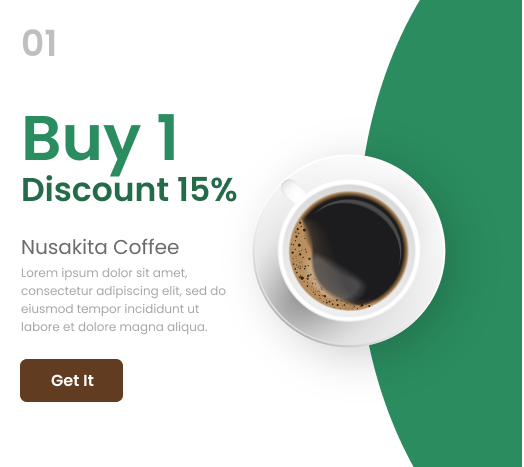 01
Buy 1
Discount 15%
Nusakita Coffee
Lorem ipsum dolor sit amet,
consectetur adipiscing elit, sed do
eiusmod tempor incididunt ut
labore et dolore magna aliqua.
Get It